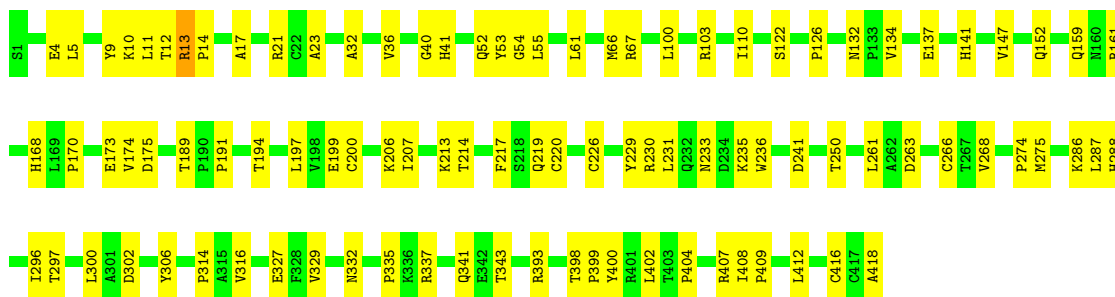 S1 E4 L5 Y9 K10 L11 T12 R13 P14 A17 R21 C22 A23 A32 V36 G40 H41 Q52 Y53 G54 L55 L61 M66 R67 L100 R103 I110 S122 P126 N132 P133 V134 E137 H141 V147 Q152 Q159 N160
H168 L169 P170 E173 V174 D175 T189 P190 P191 T194 L197 V198 E199 C200 K206 I207 K213 T214 F217 S218 Q219 C220 C226 Y229 R230 L231 Q232 N233 D234 K235 W236 D241 T250 L261 A262 D263 C266 T267 V268 P274 M275 K286 L287
I296 T297 L300 A301 D302 Y306 P314 A315 V316 E327 F328 V329 N332 P335 K336 R337 Q341 E342 T343 R393 T398 P399 Y400 R401 L402 T403 P404 R407 I408 P409 L412 C416 C417 A418